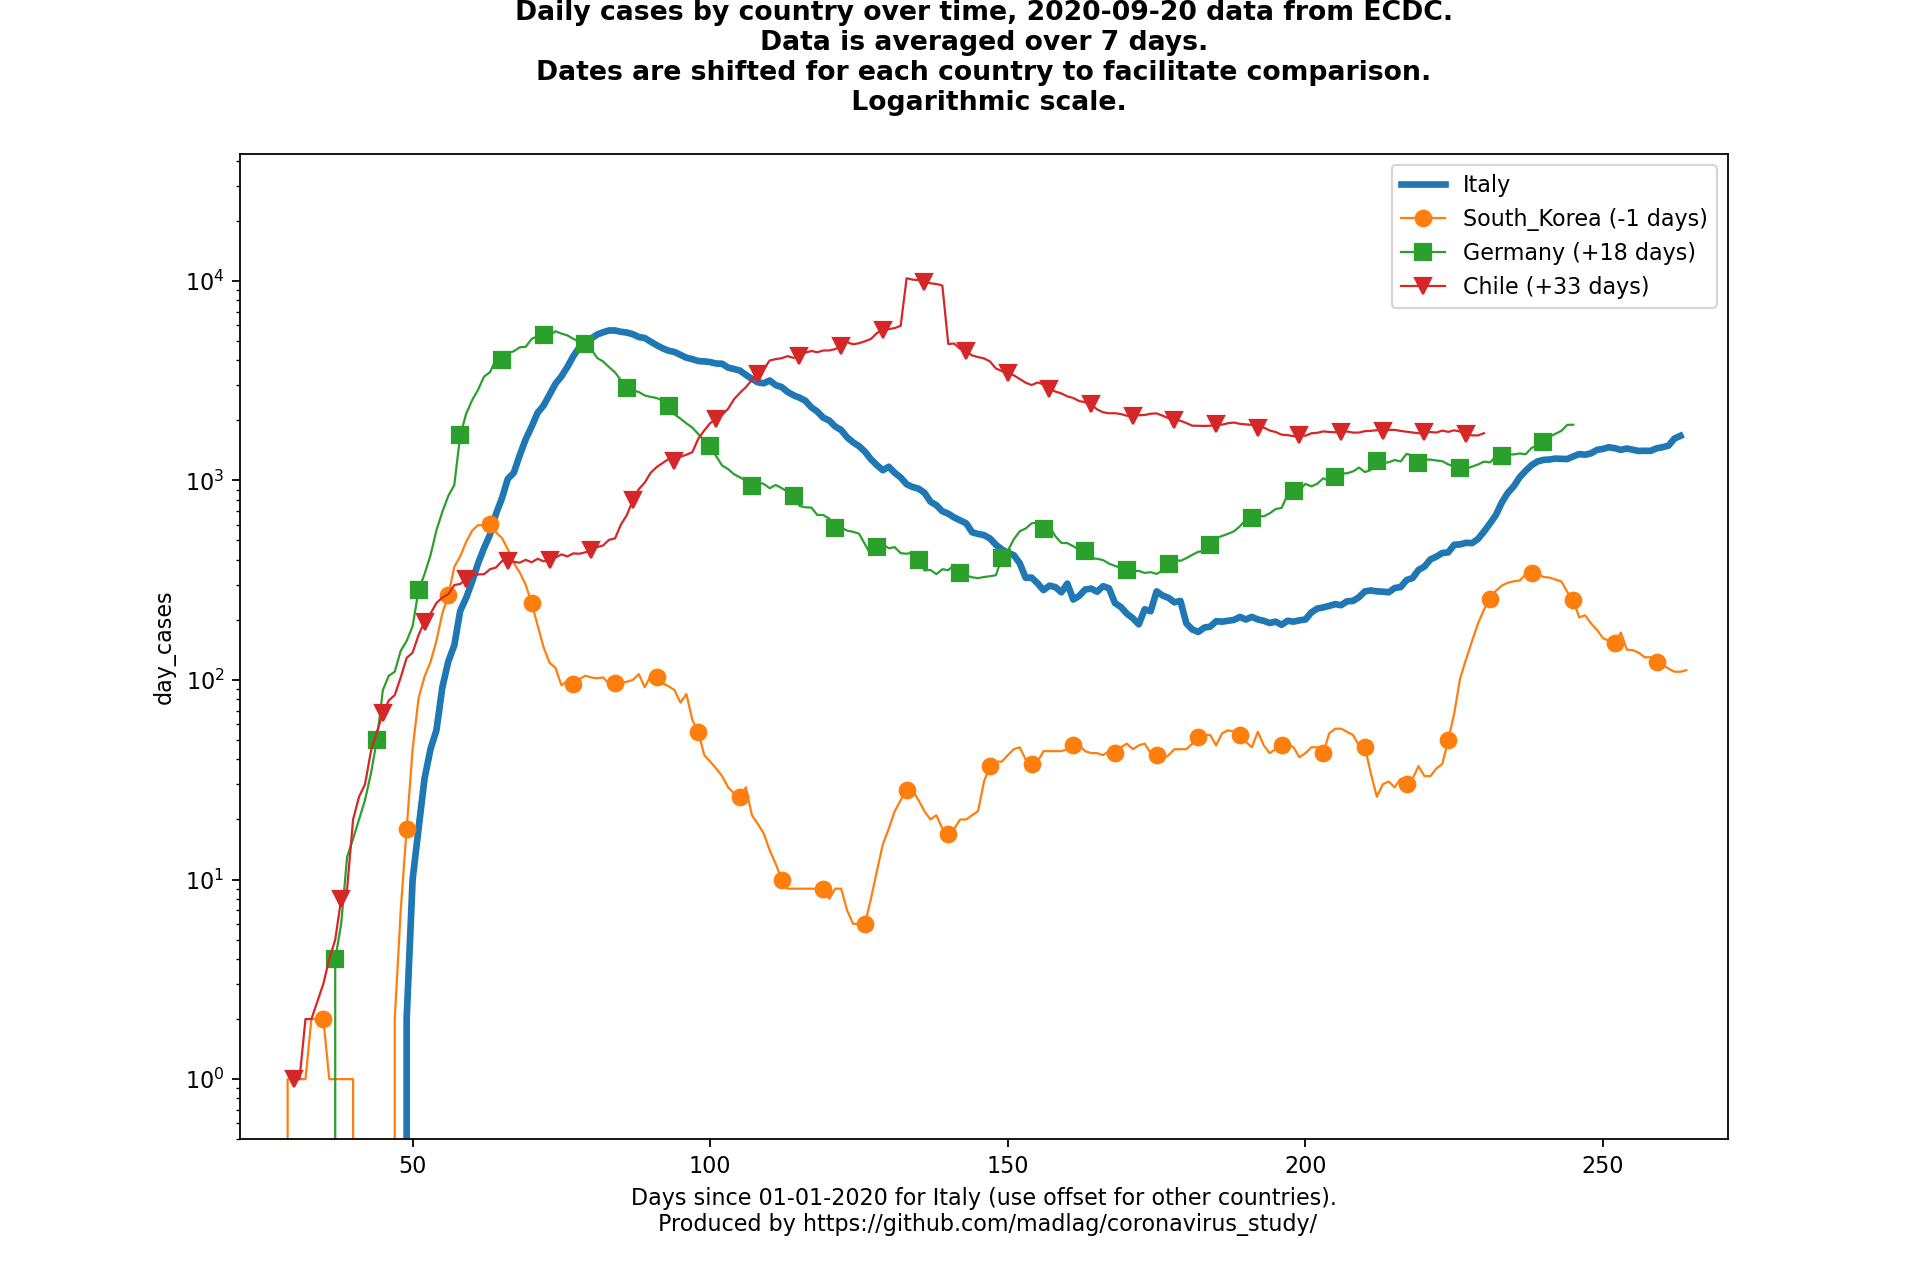 Daily cases by country over time, 2020-09-20 data from ECDC.
Data is averaged over 7 days.
Dates are shifted for each country to facilitate comparison.
Logarithmic scale.
Italy
South_Korea (-1 days)
Germany (+18 days)
Chile (+33 days)
day_cases
10⁴
10³
10²
10¹
10⁰
50 100 150 200 250
Days since 01-01-2020 for Italy (use offset for other countries).
Produced by https://github.com/madlag/coronavirus_study/